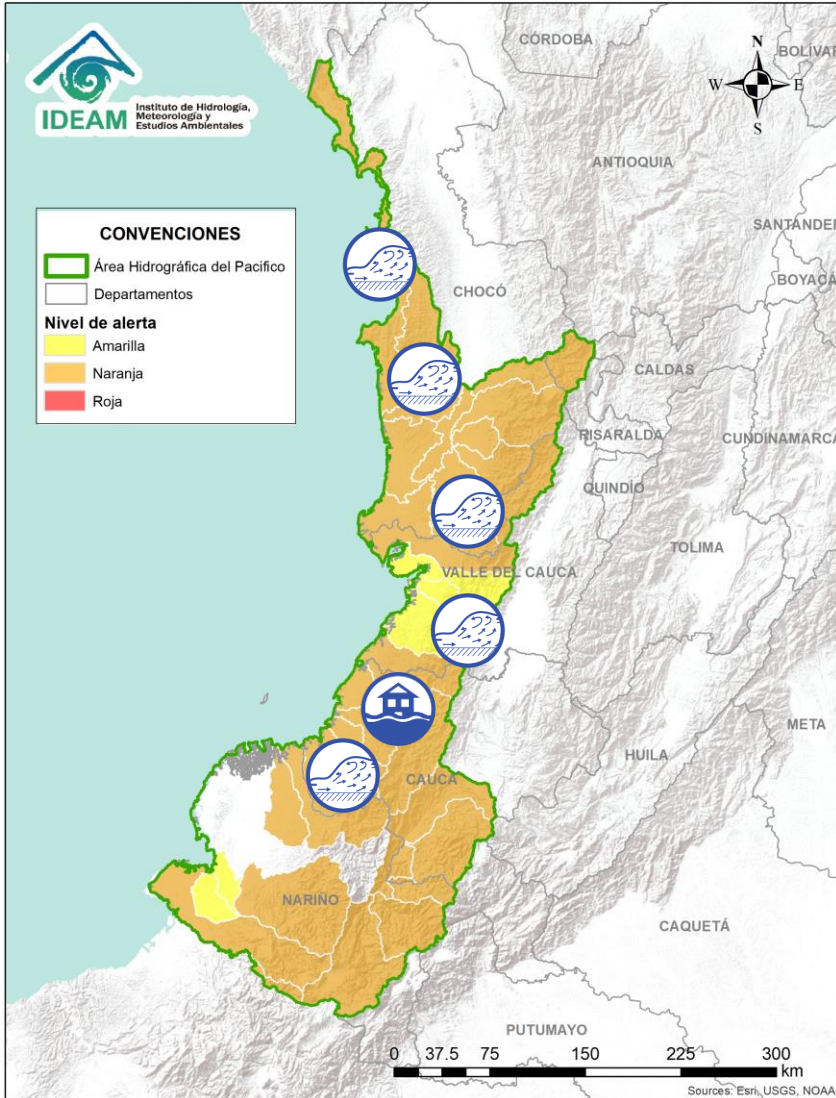 IDEAM
Instituto de Hidrología,
Meteorología y
Estudios Ambientales
CÓRDOBA
BOLÍVAR
N
W E
S
ANTIOQUIA
SANTANDER
BOYACÁ
CONVENCIONES
Área Hidrográfica del Pacifico
Departamentos
Nivel de alerta
Amarilla
Naranja
Roja
CHOCÓ
CALDAS
RISARALDA
CUNDINAMARCA
QUINDÍO
TOLIMA
VALLE DEL CAUCA
META
HUILA
CAUCA
NARIÑO
CAQUETÁ
PUTUMAYO
0 37.5 75 150 225 300
km
Sources: Esri, USGS, NOAA